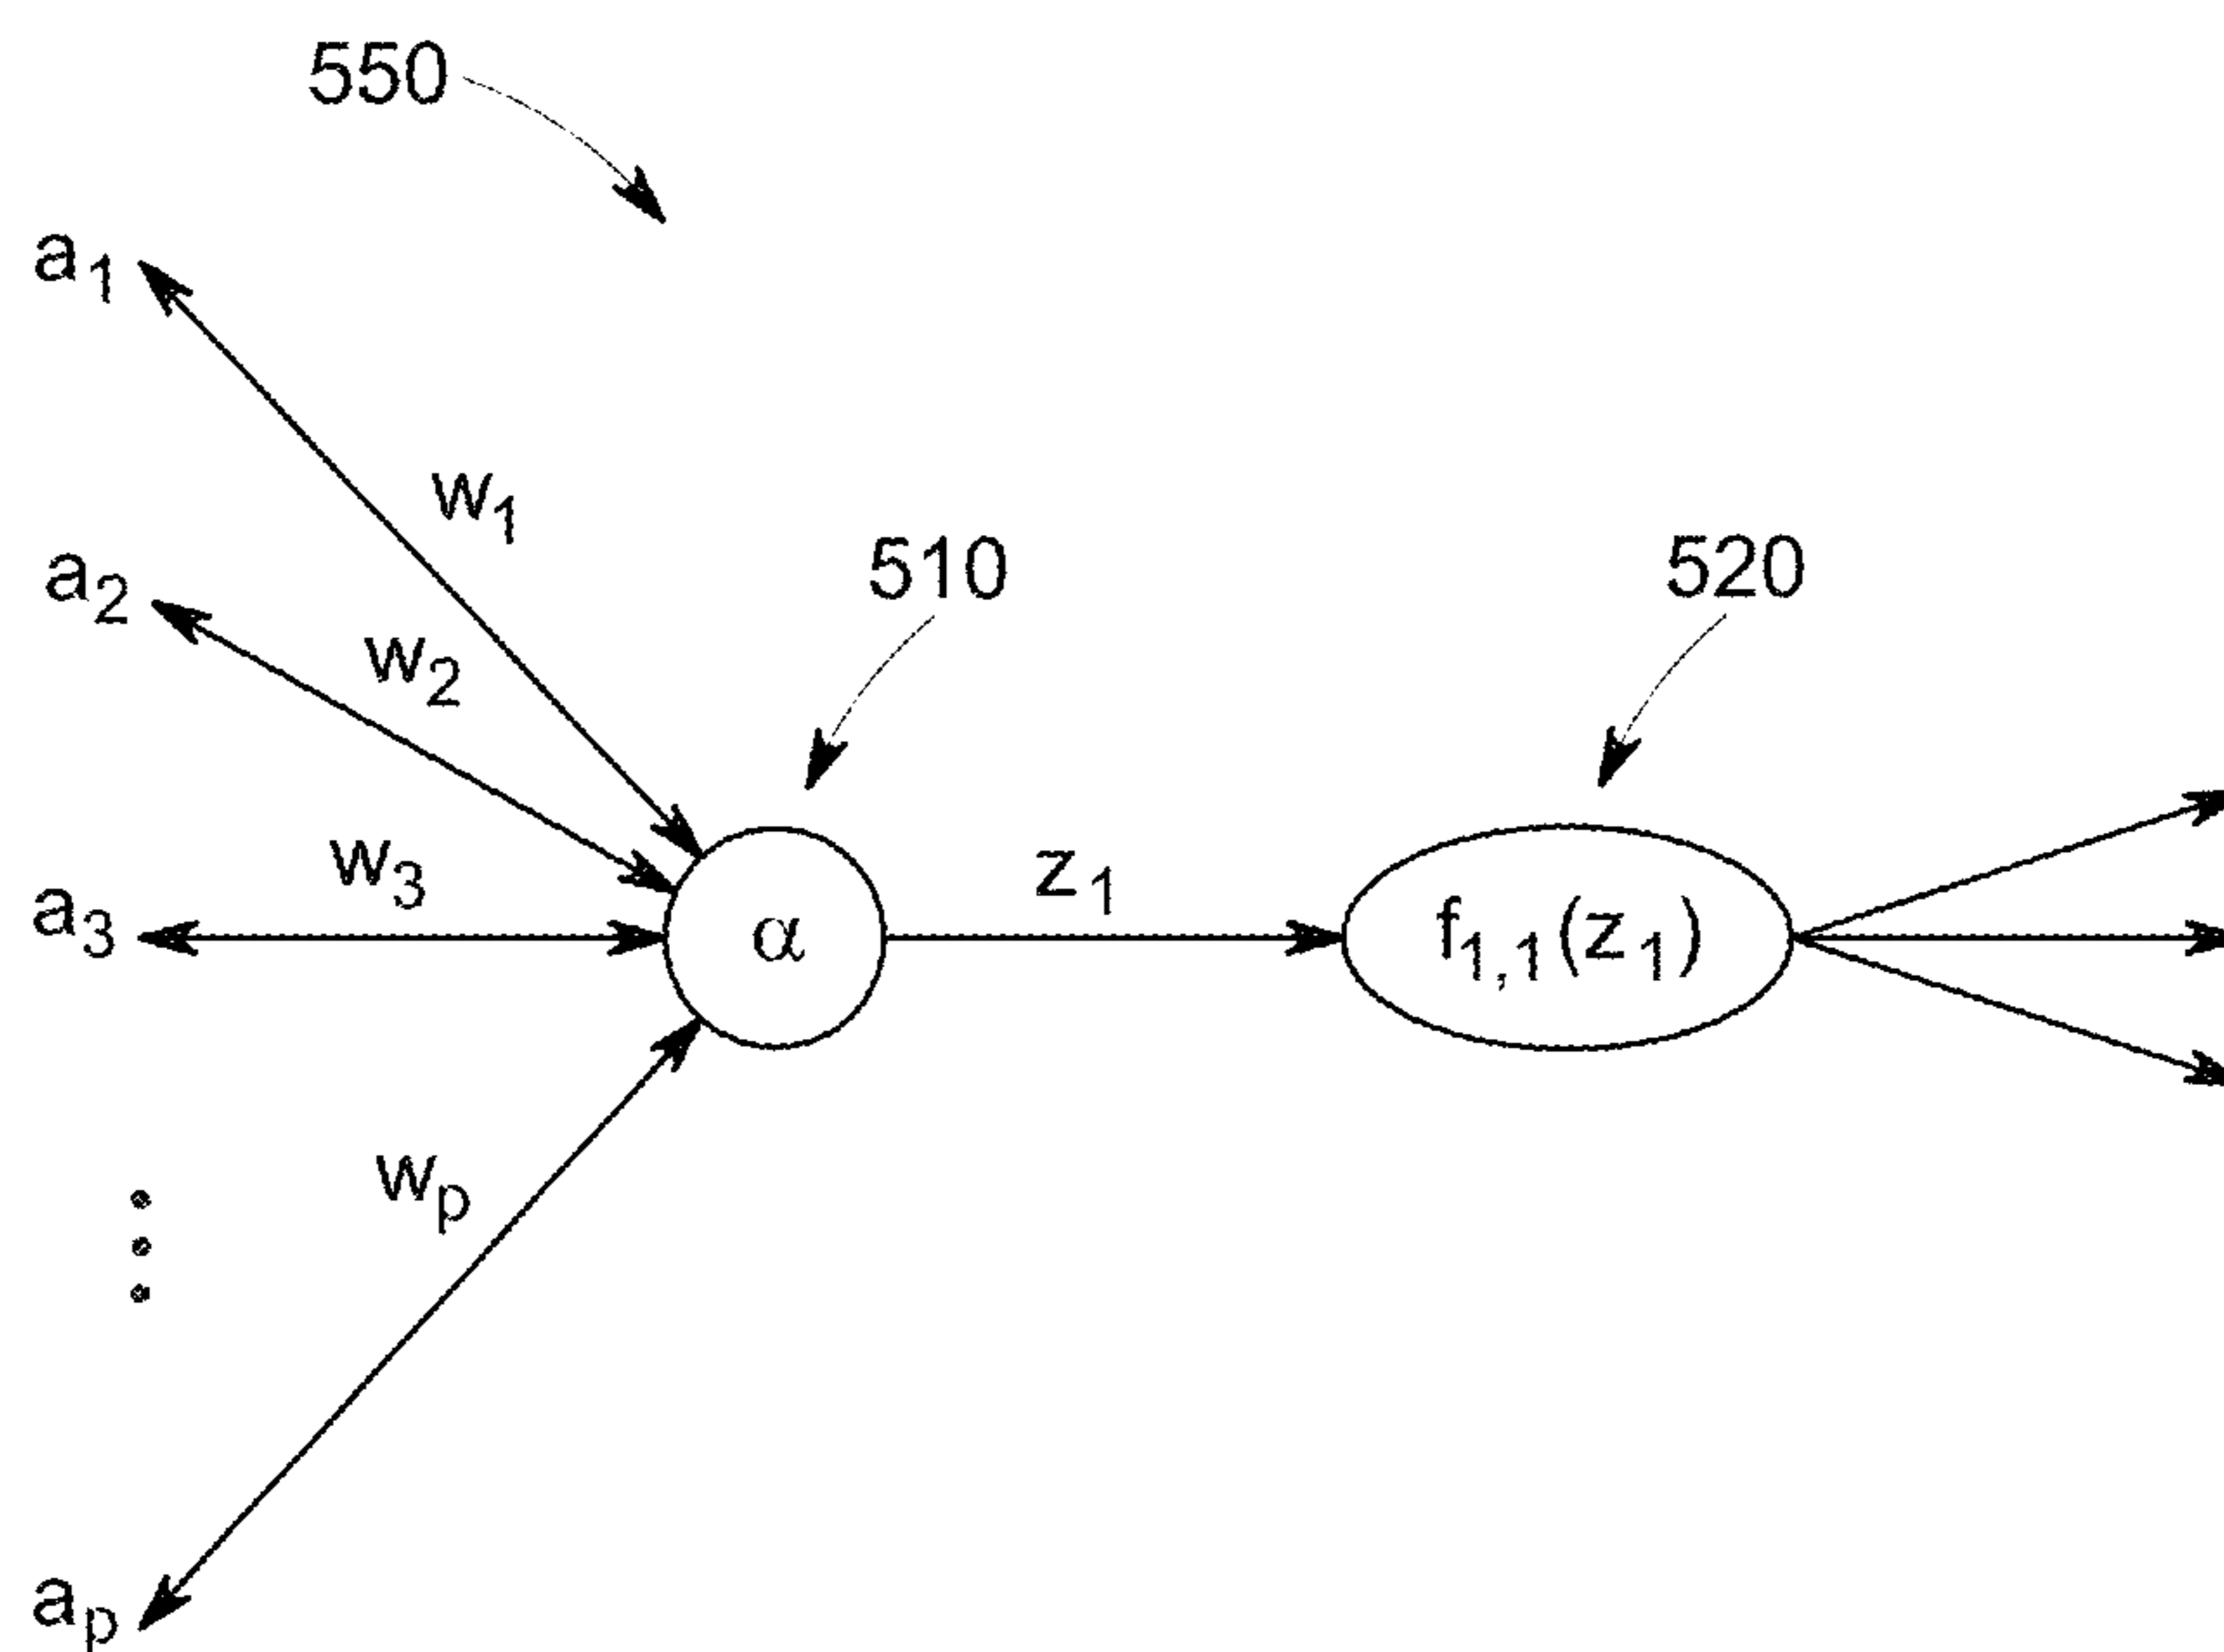 550
a₁
w₁
510
520
a₂
w₂
w₃
z₁
a₃
α
f₁,₁(z₁)
wₚ
aₚ